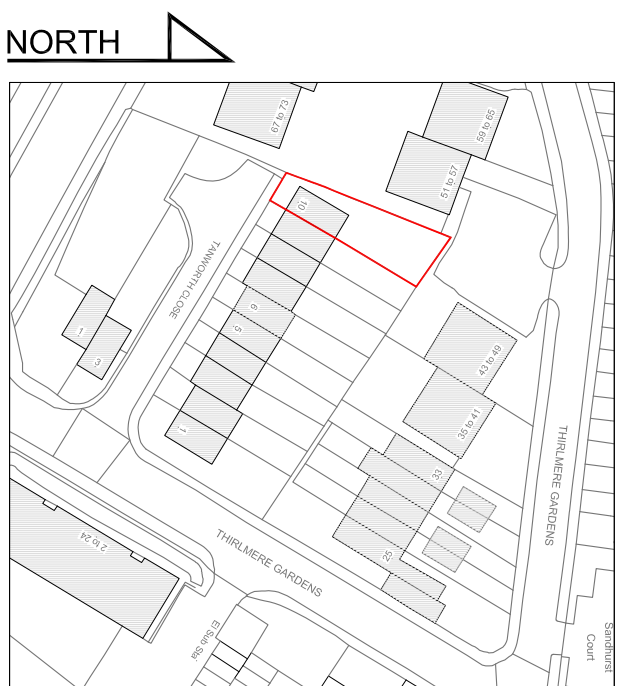 NORTH
67 to 73
59 to 65
51 to 57
10
TANWORTH CLOSE
1
3
6
5
1
43 to 49
35 to 41
33
25
THIRLMERE GARDENS
THIRLMERE GARDENS
2 to 24
El Sub Sta
Sandhurst
Court